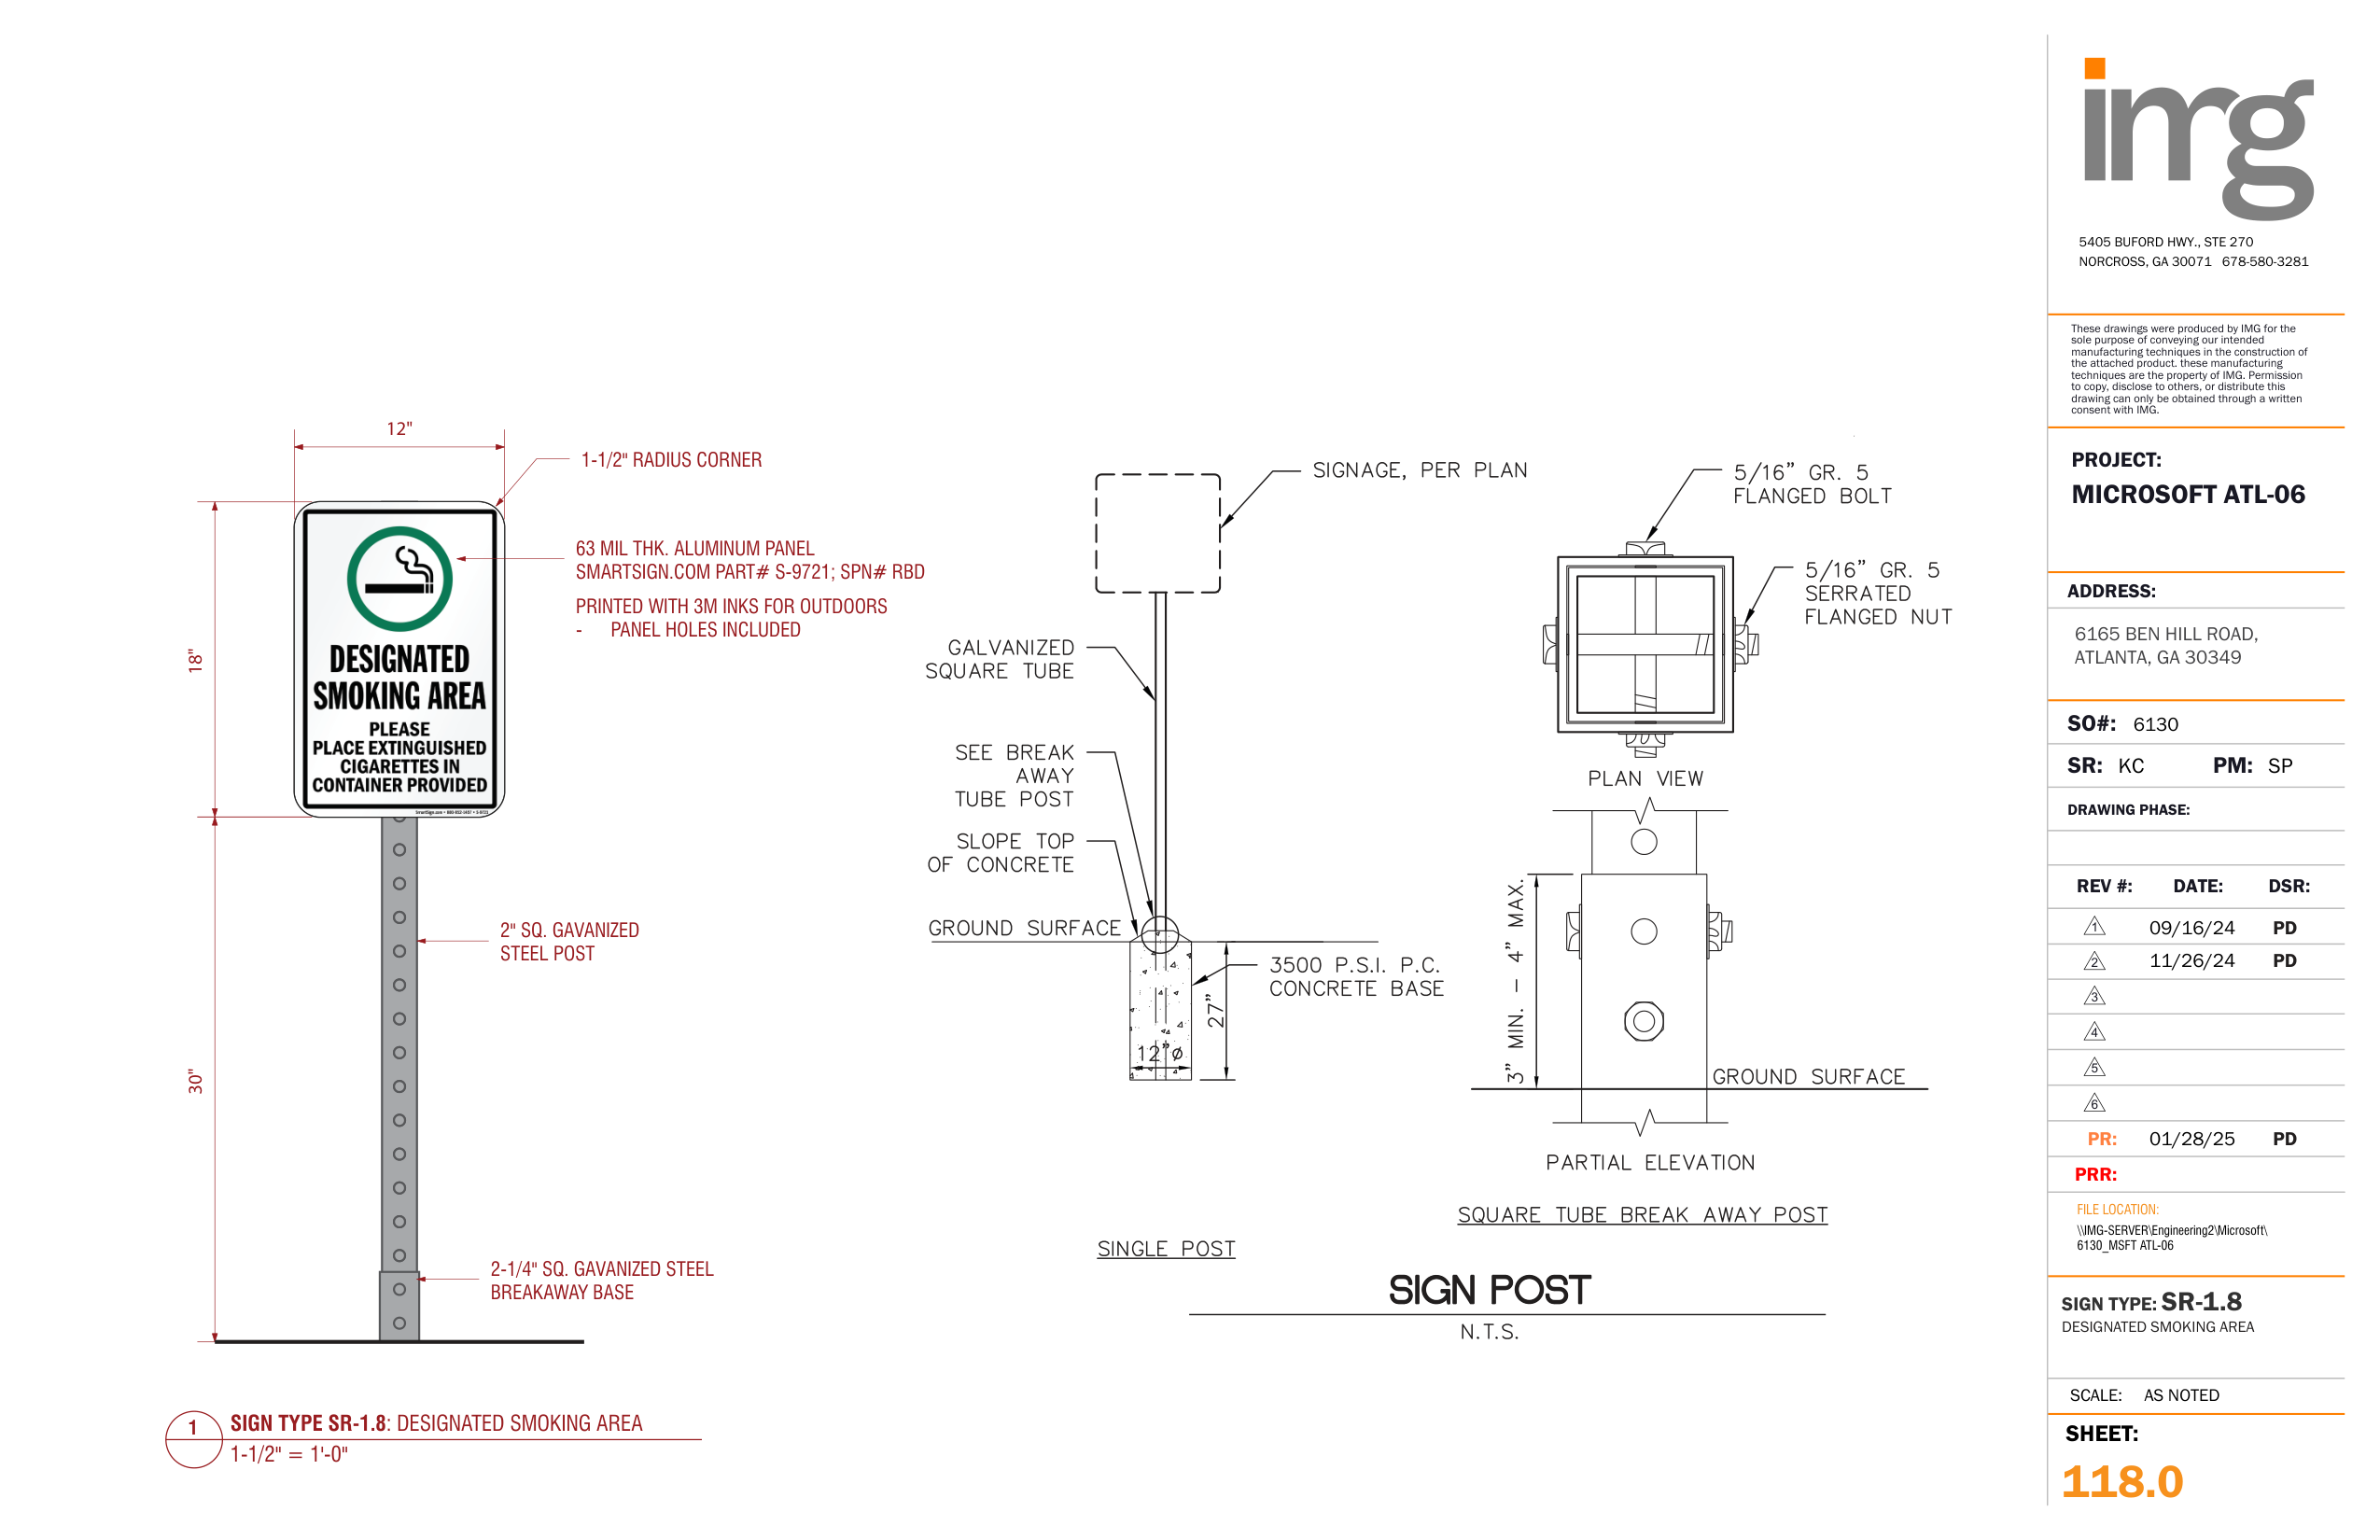 12"
1-1/2" RADIUS CORNER
18"
DESIGNATED
SMOKING AREA
PLEASE
PLACE EXTINGUISHED
CIGARETTES IN
CONTAINER PROVIDED
63 MIL THK. ALUMINUM PANEL
SMARTSIGN.COM PART# S-9721; SPN# RBD
PRINTED WITH 3M INKS FOR OUTDOORS
- PANEL HOLES INCLUDED
30"
2" SQ. GAVANIZED
STEEL POST
2-1/4" SQ. GAVANIZED STEEL
BREAKAWAY BASE
1
SIGN TYPE SR-1.8: DESIGNATED SMOKING AREA
1-1/2" = 1'-0"
SIGNAGE, PER PLAN
GALVANIZED
SQUARE TUBE
SEE BREAK
AWAY
TUBE POST
SLOPE TOP
OF CONCRETE
GROUND SURFACE
3500 P.S.I. P.C.
CONCRETE BASE
27"
12"ø
SINGLE POST
5/16" GR. 5
FLANGED BOLT
5/16" GR. 5
SERRATED
FLANGED NUT
PLAN VIEW
3" MIN. – 4" MAX.
GROUND SURFACE
PARTIAL ELEVATION
SQUARE TUBE BREAK AWAY POST
SIGN POST
N.T.S.
img
5405 BUFORD HWY., STE 270
NORCROSS, GA 30071 678-580-3281
These drawings were produced by IMG for the
sole purpose of conveying our intended
manufacturing techniques in the construction of
the attached product. these manufacturing
techniques are the property of IMG. Permission
to copy, disclose to others, or distribute this
drawing can only be obtained through a written
consent with IMG.
PROJECT:
MICROSOFT ATL-06
ADDRESS:
6165 BEN HILL ROAD,
ATLANTA, GA 30349
SO#: 6130
SR: KC PM: SP
DRAWING PHASE:
REV #: DATE: DSR:
1 09/16/24 PD
2 11/26/24 PD
3
4
5
6
PR: 01/28/25 PD
PRR:
FILE LOCATION:
\\IMG-SERVER\Engineering2\Microsoft\
6130_MSFT ATL-06
SIGN TYPE: SR-1.8
DESIGNATED SMOKING AREA
SCALE: AS NOTED
SHEET:
118.0